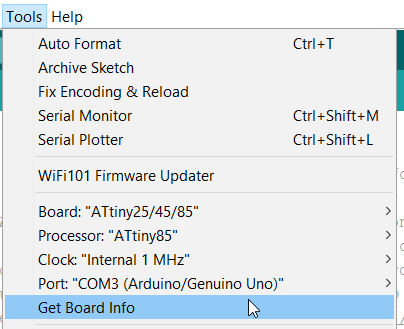 Tools Help
Auto Format Ctrl+T
Archive Sketch
Fix Encoding & Reload
Serial Monitor Ctrl+Shift+M
Serial Plotter Ctrl+Shift+L
WiFi101 Firmware Updater
Board: "ATtiny25/45/85"
Processor: "ATtiny85"
Clock: "Internal 1 MHz"
Port: "COM3 (Arduino/Genuino Uno)"
Get Board Info